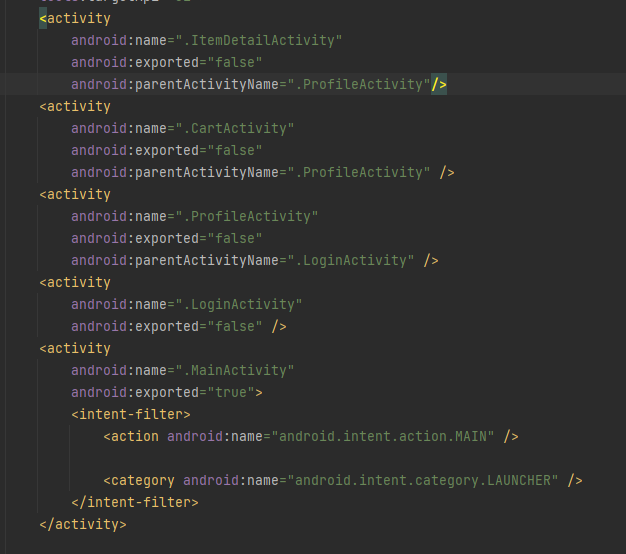 <activity
android:name=".ItemDetailActivity"
android:exported="false"
android:parentActivityName=".ProfileActivity"/>
<activity
android:name=".CartActivity"
android:exported="false"
android:parentActivityName=".ProfileActivity" />
<activity
android:name=".ProfileActivity"
android:exported="false"
android:parentActivityName=".LoginActivity" />
<activity
android:name=".LoginActivity"
android:exported="false" />
<activity
android:name=".MainActivity"
android:exported="true">
<intent-filter>
<action android:name="android.intent.action.MAIN" />
<category android:name="android.intent.category.LAUNCHER" />
</intent-filter>
</activity>